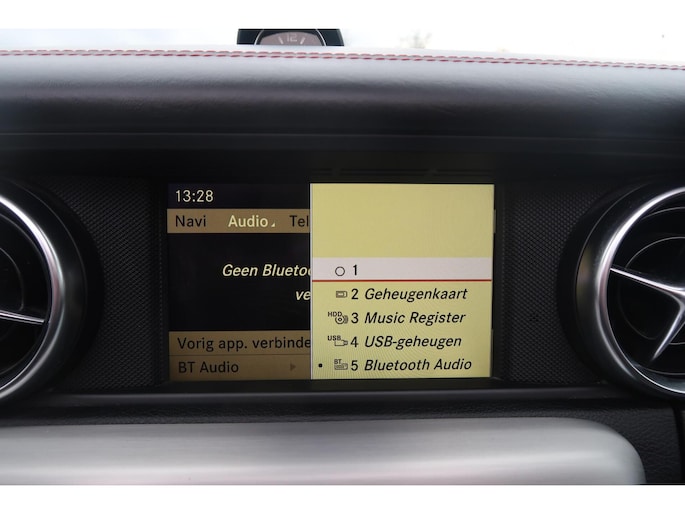 13:28
Navi Audio Tel
Geen Bluetoo
ve
Vorig app. verbinde
BT Audio
1
2 Geheugenkaart
HDD 3 Music Register
USB 4 USB-geheugen
BT 5 Bluetooth Audio